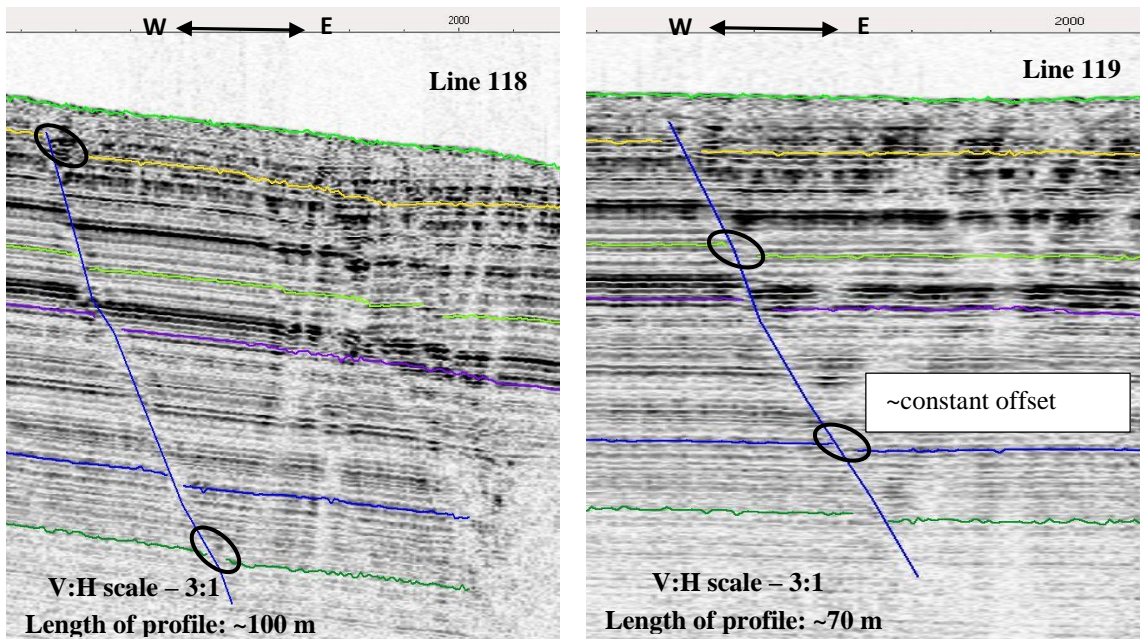 W E
2000
Line 118
V:H scale – 3:1
Length of profile: ~100 m
W E
2000
Line 119
~constant offset
V:H scale – 3:1
Length of profile: ~70 m